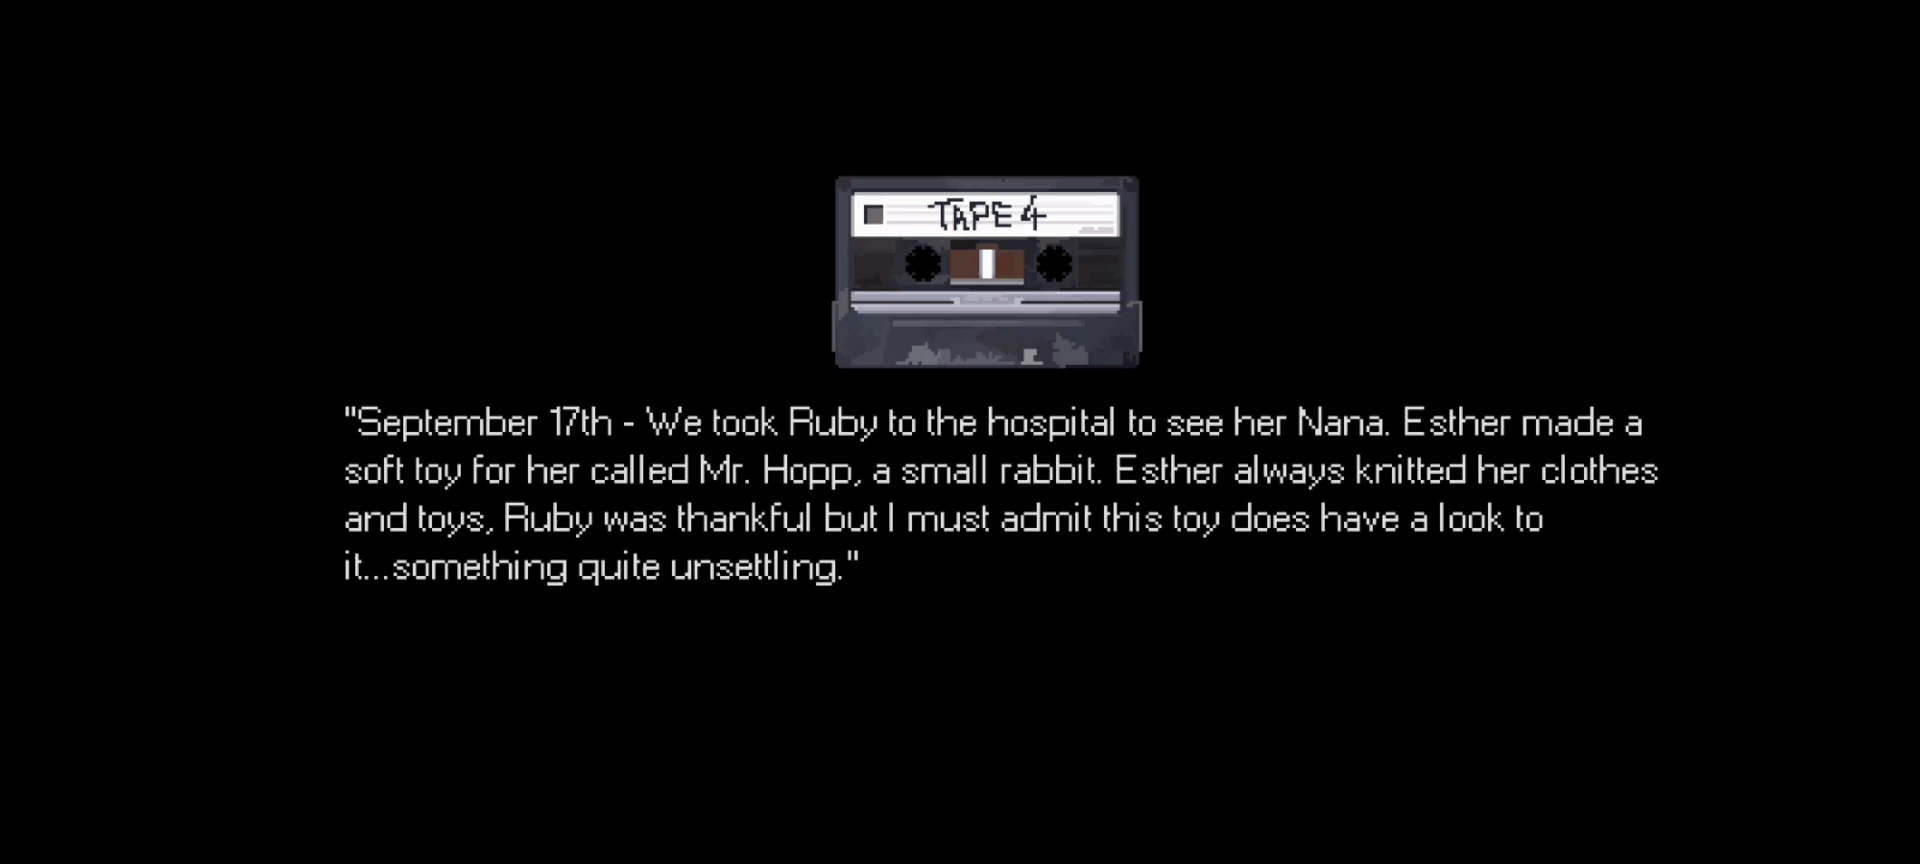 TAPE 4
"September 17th - We took Ruby to the hospital to see her Nana. Esther made a
soft toy for her called Mr. Hopp, a small rabbit. Esther always knitted her clothes
and toys, Ruby was thankful but I must admit this toy does have a look to
it...something quite unsettling."